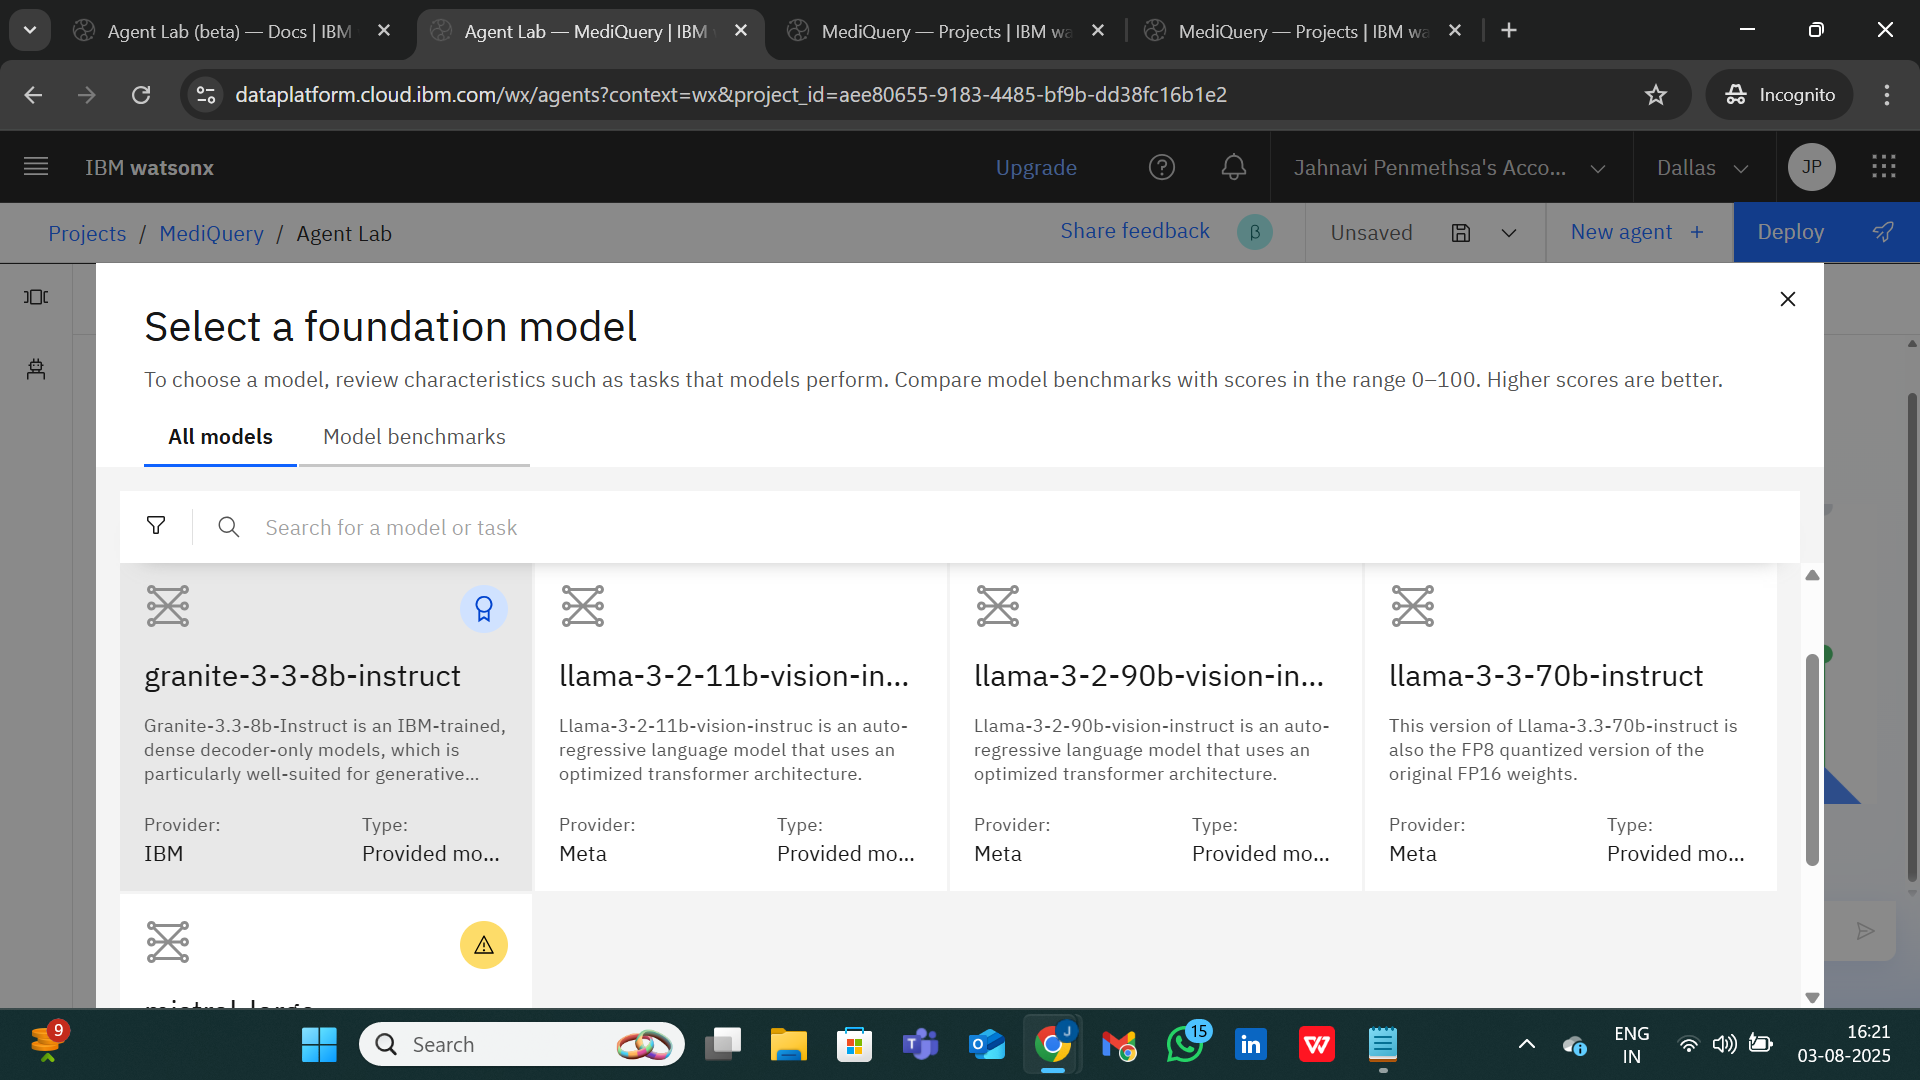 Agent Lab (beta) — Docs | IBM
Agent Lab — MediQuery | IBM
MediQuery — Projects | IBM wa
MediQuery — Projects | IBM wa
dataplatform.cloud.ibm.com/wx/agents?context=wx&project_id=aee80655-9183-4485-bf9b-dd38fc16b1e2
Incognito
IBM watsonx
Upgrade
Jahnavi Penmethsa's Acco...
Dallas
JP
Projects / MediQuery / Agent Lab
Share feedback
β
Unsaved
New agent +
Deploy
Select a foundation model
To choose a model, review characteristics such as tasks that models perform. Compare model benchmarks with scores in the range 0–100. Higher scores are better.
All models
Model benchmarks
Search for a model or task
granite-3-3-8b-instruct
Granite-3.3-8b-Instruct is an IBM-trained,
dense decoder-only models, which is
particularly well-suited for generative...
Provider:
Type:
IBM
Provided mo...
llama-3-2-11b-vision-in...
Llama-3-2-11b-vision-instruc is an auto-
regressive language model that uses an
optimized transformer architecture.
Provider:
Type:
Meta
Provided mo...
llama-3-2-90b-vision-in...
Llama-3-2-90b-vision-instruct is an auto-
regressive language model that uses an
optimized transformer architecture.
Provider:
Type:
Meta
Provided mo...
llama-3-3-70b-instruct
This version of Llama-3.3-70b-instruct is
also the FP8 quantized version of the
original FP16 weights.
Provider:
Type:
Meta
Provided mo...
mistral-large
9
Search
J
15
ENG
IN
16:21
03-08-2025